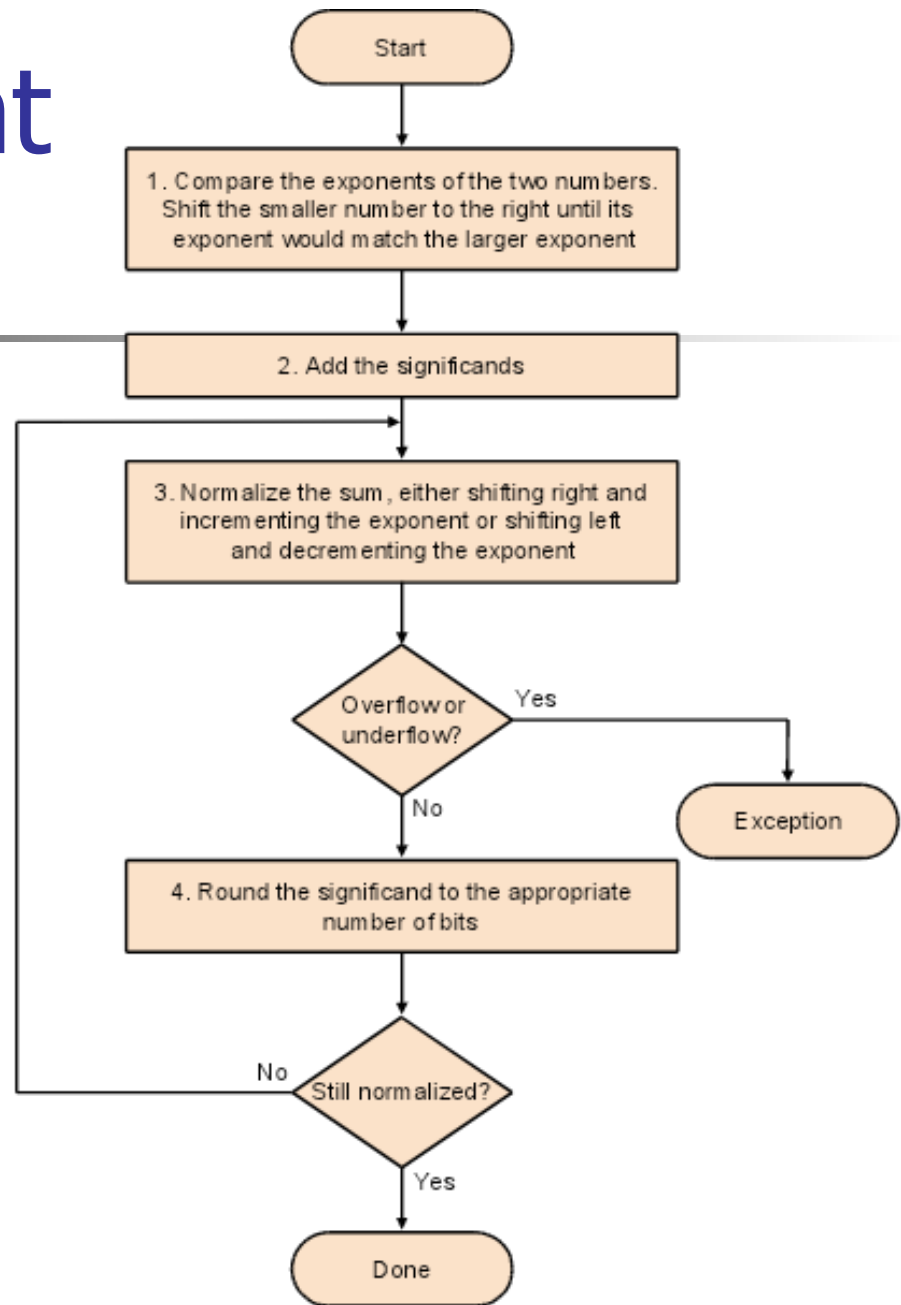 nt
Start
1. Compare the exponents of the two numbers.
Shift the smaller number to the right until its
exponent would match the larger exponent
2. Add the significands
3. Normalize the sum, either shifting right and
incrementing the exponent or shifting left
and decrementing the exponent
Overflow or
underflow?
Yes
No
Exception
4. Round the significand to the appropriate
number of bits
No
Still normalized?
Yes
Done